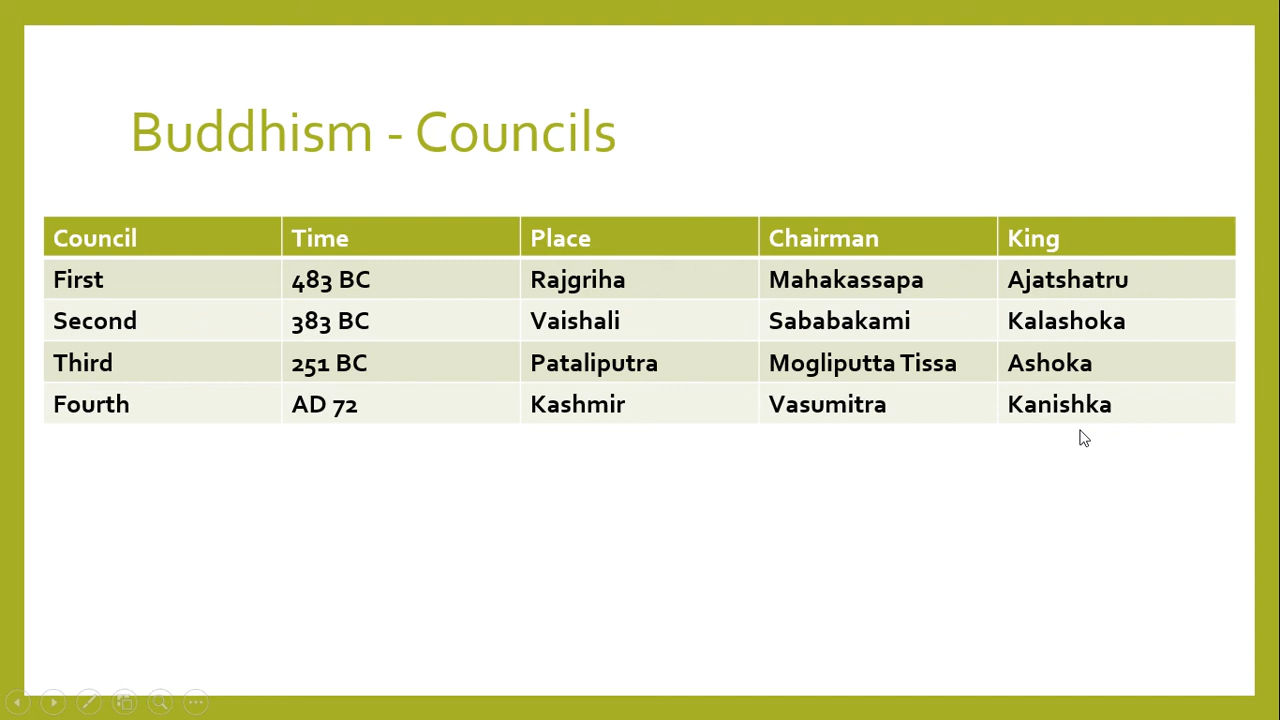 Buddhism - Councils
Council Time Place Chairman King
First 483 BC Rajgriha Mahakassapa Ajatshatru
Second 383 BC Vaishali Sababakami Kalashoka
Third 251 BC Pataliputra Mogliputta Tissa Ashoka
Fourth AD 72 Kashmir Vasumitra Kanishka